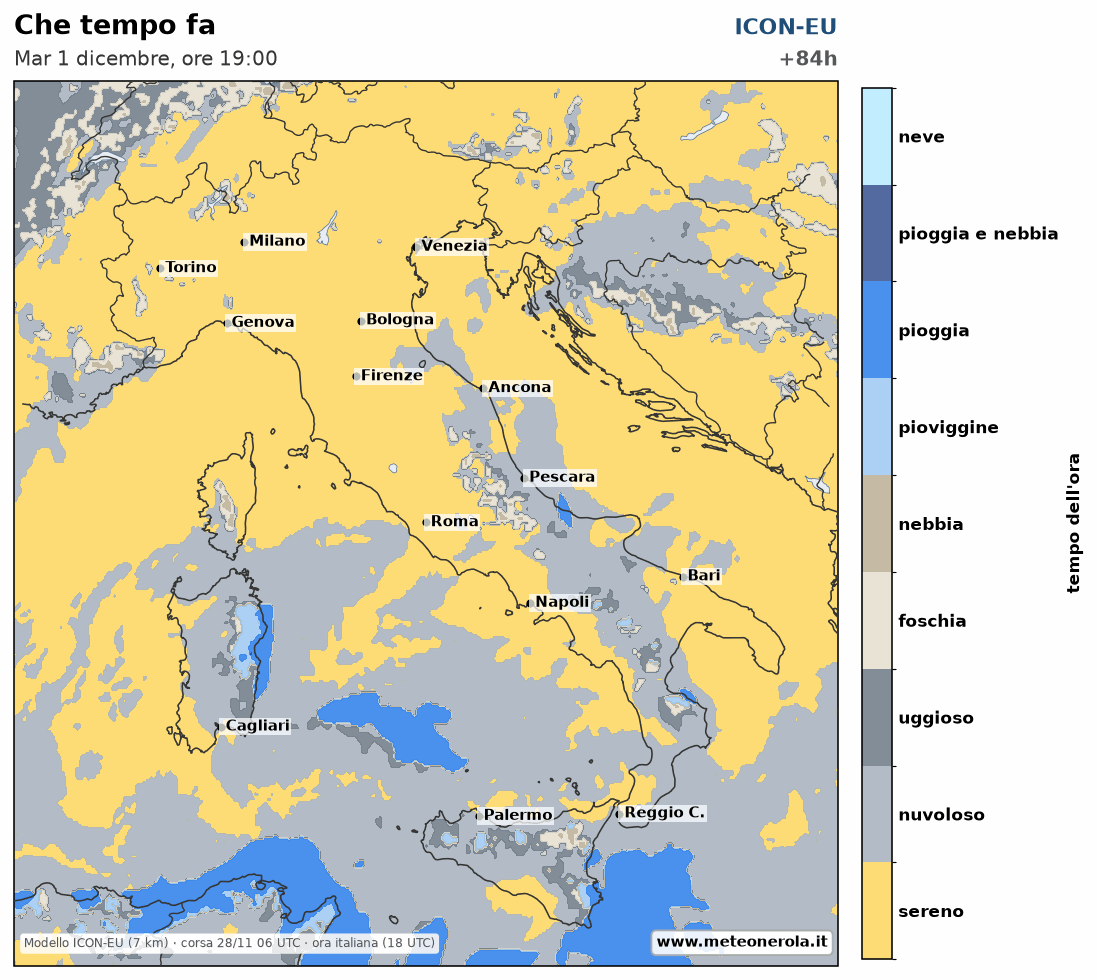 Che tempo fa
ICON-EU
Mar 1 dicembre, ore 19:00
+84h
neve
pioggia e nebbia
pioggia
pioviggine
nebbia
foschia
uggioso
nuvoloso
sereno
tempo dell'ora
Milano
Venezia
Torino
Genova
Bologna
Firenze
Ancona
Pescara
Roma
Bari
Napoli
Cagliari
Palermo
Reggio C.
Modello ICON-EU (7 km) · corsa 28/11 06 UTC · ora italiana (18 UTC)
www.meteonerola.it